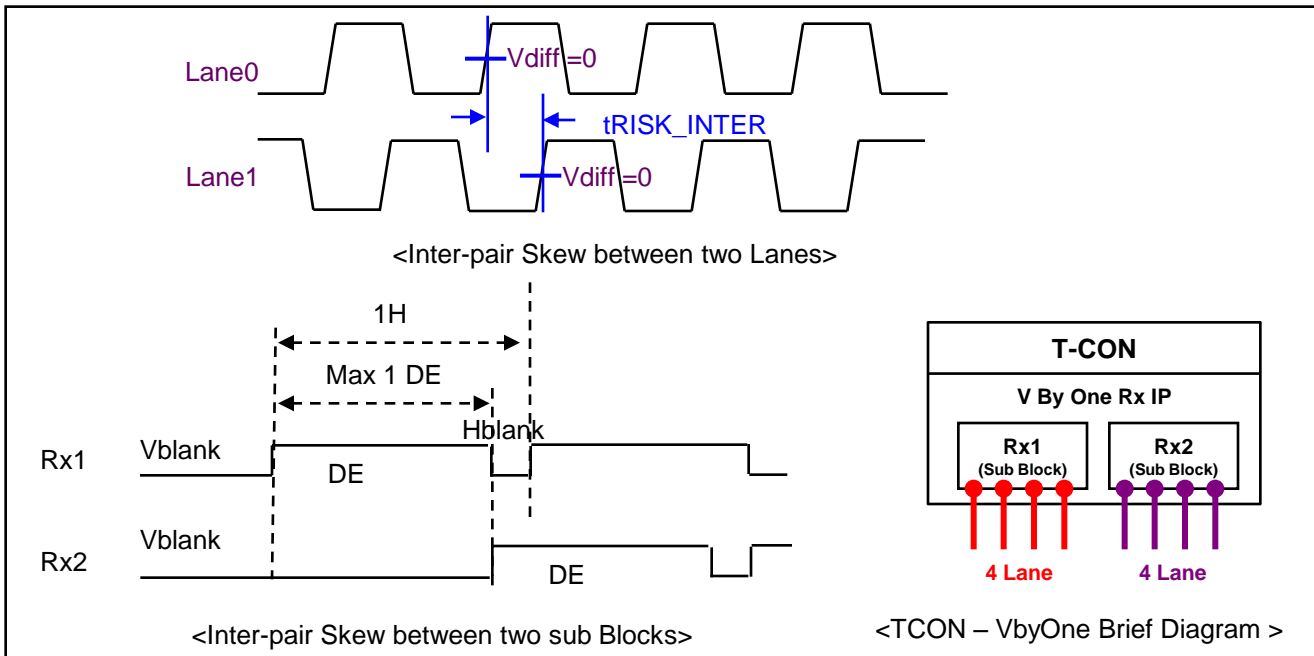 Lane0
Vdiff =0
tRISK_INTER
Lane1
Vdiff =0
<Inter-pair Skew between two Lanes>
1H
Max 1 DE
Hblank
Rx1
Vblank
DE
Rx2
Vblank
DE
<Inter-pair Skew between two sub Blocks>
T-CON
V By One Rx IP
Rx1
(Sub Block)
Rx2
(Sub Block)
4 Lane
4 Lane
<TCON – VbyOne Brief Diagram >